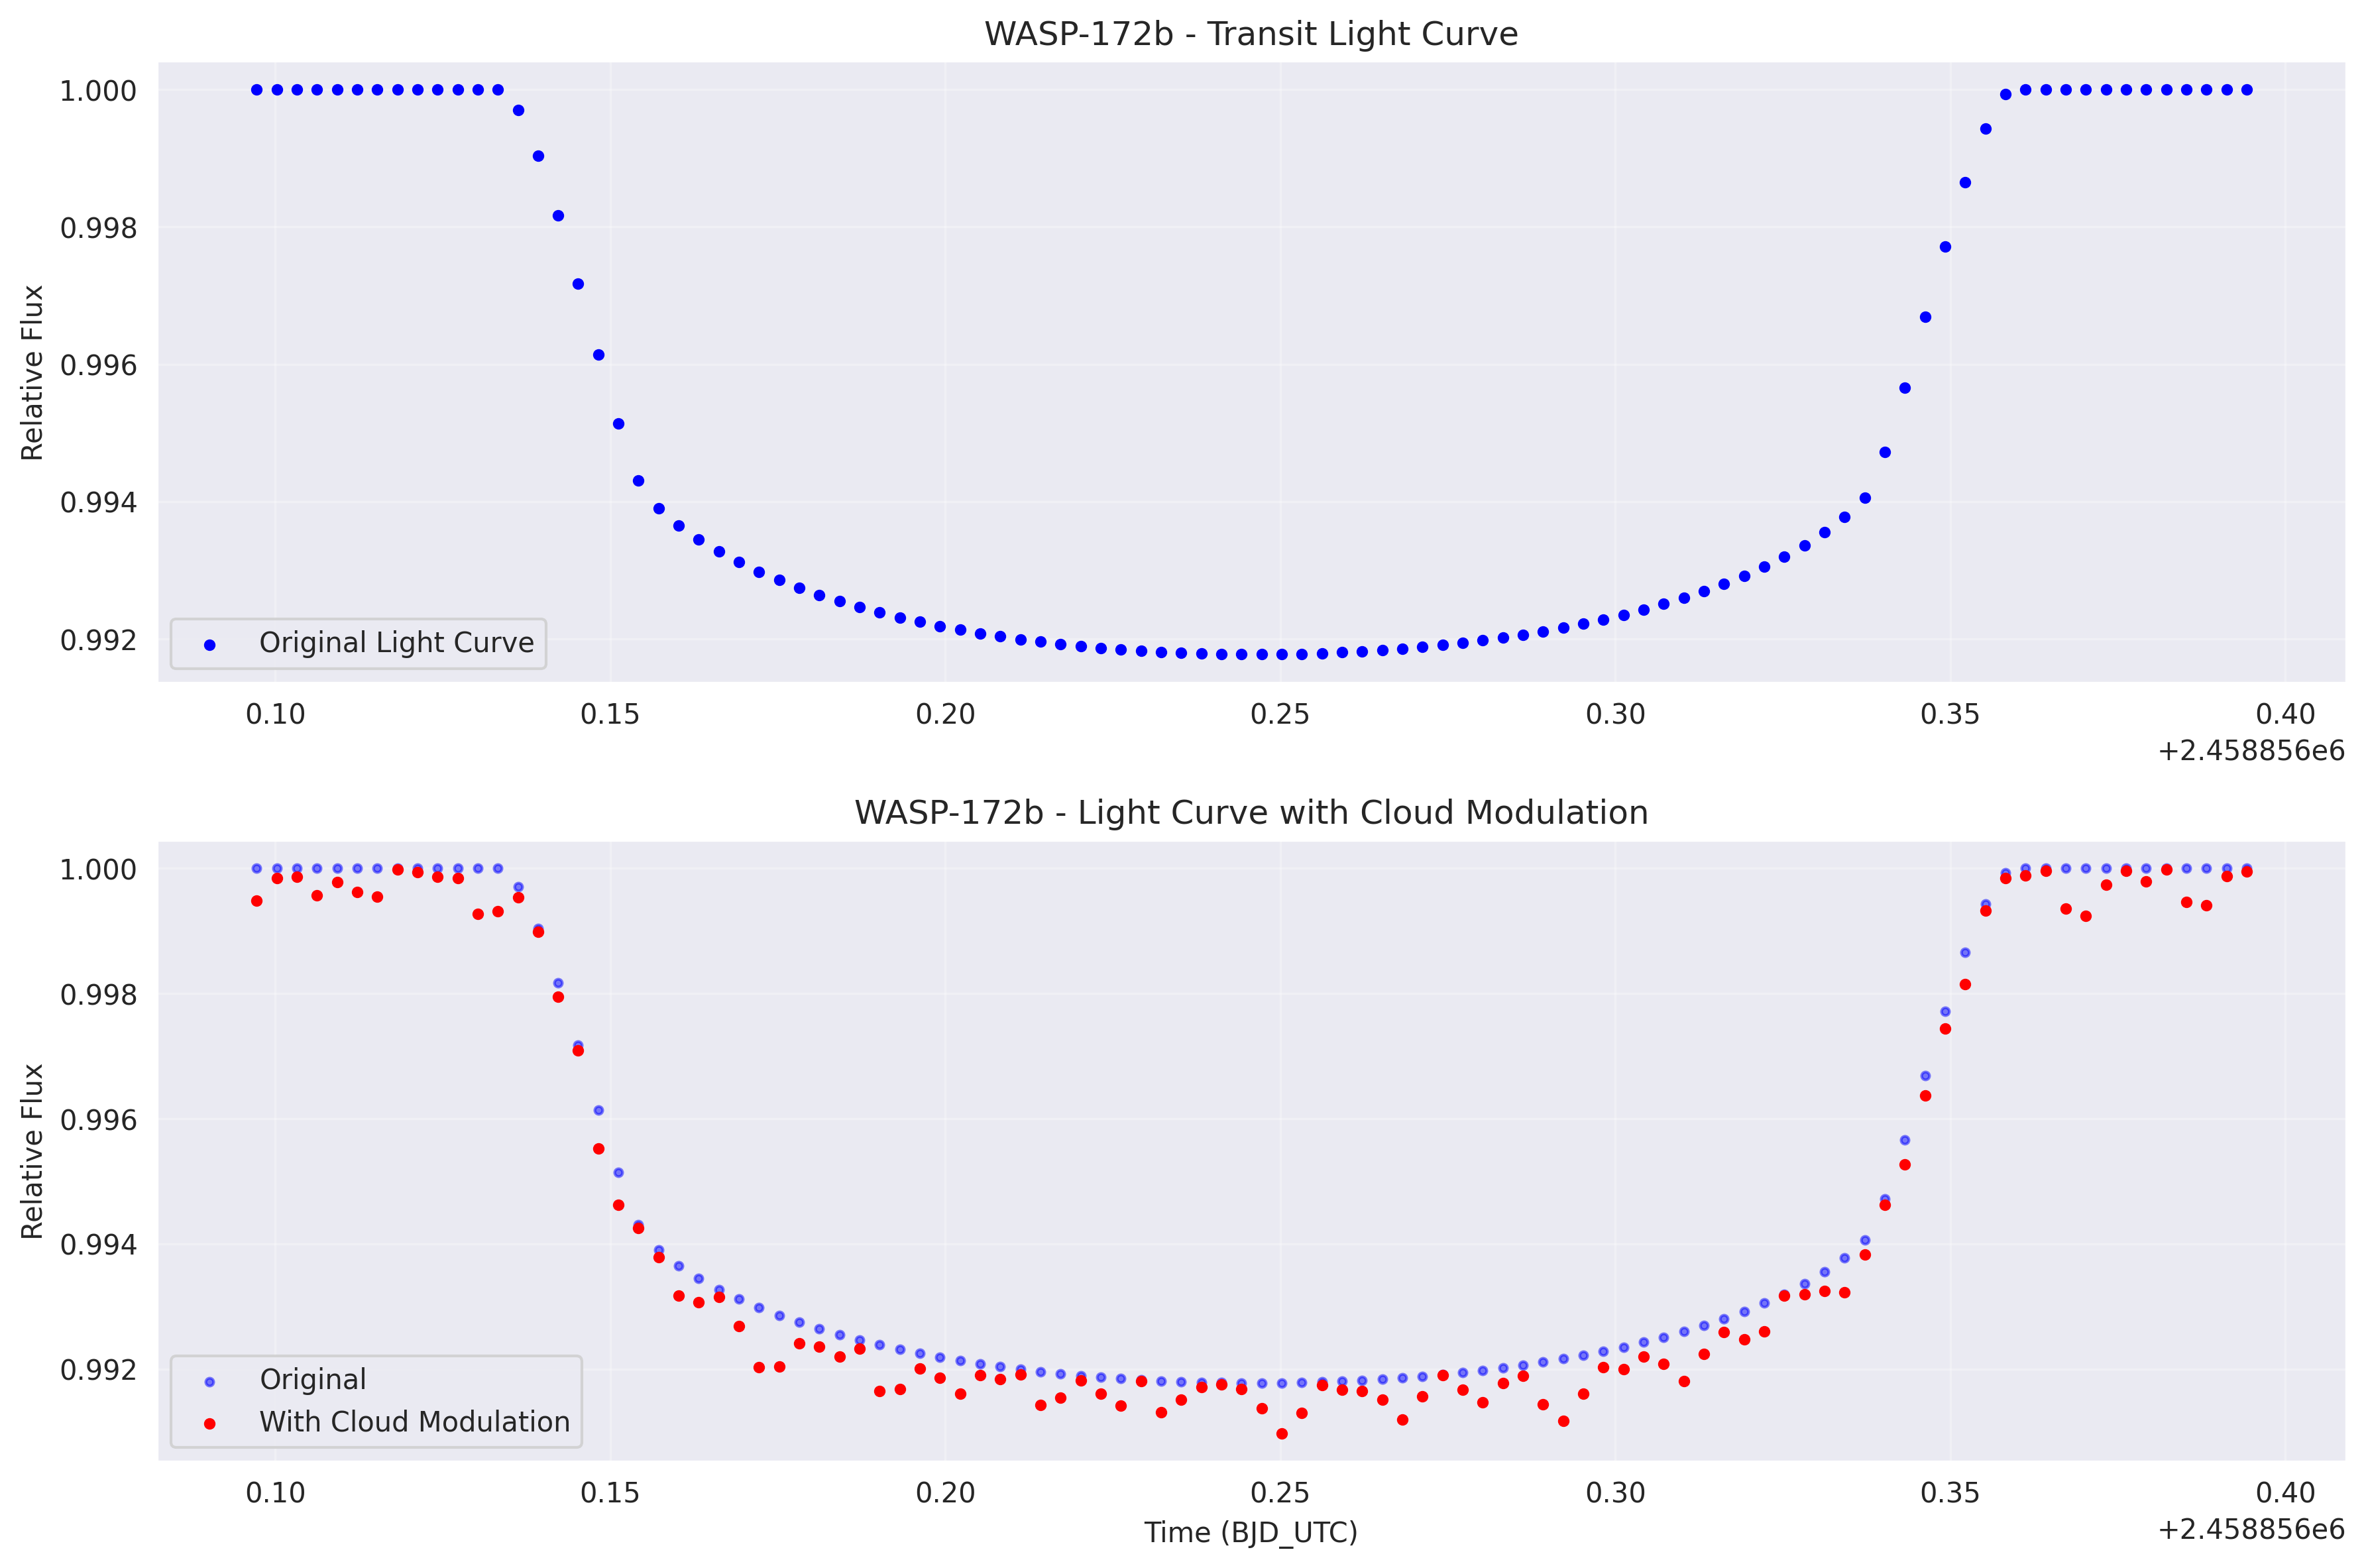 WASP-172b - Transit Light Curve
Relative Flux
1.000
0.998
0.996
0.994
0.992
Original Light Curve
0.10 0.15 0.20 0.25 0.30 0.35 0.40
+2.458856e6
WASP-172b - Light Curve with Cloud Modulation
Relative Flux
1.000
0.998
0.996
0.994
0.992
Original
With Cloud Modulation
0.10 0.15 0.20 0.25 0.30 0.35 0.40
Time (BJD_UTC)
+2.458856e6